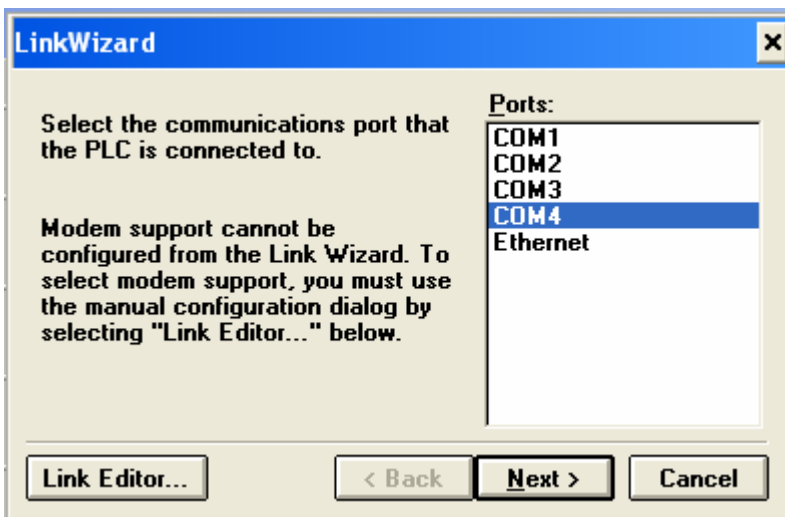 LinkWizard
Select the communications port that
the PLC is connected to.
Modem support cannot be
configured from the Link Wizard. To
select modem support, you must use
the manual configuration dialog by
selecting "Link Editor..." below.
Ports:
COM1
COM2
COM3
COM4
Ethernet
Link Editor...
< Back
Next >
Cancel